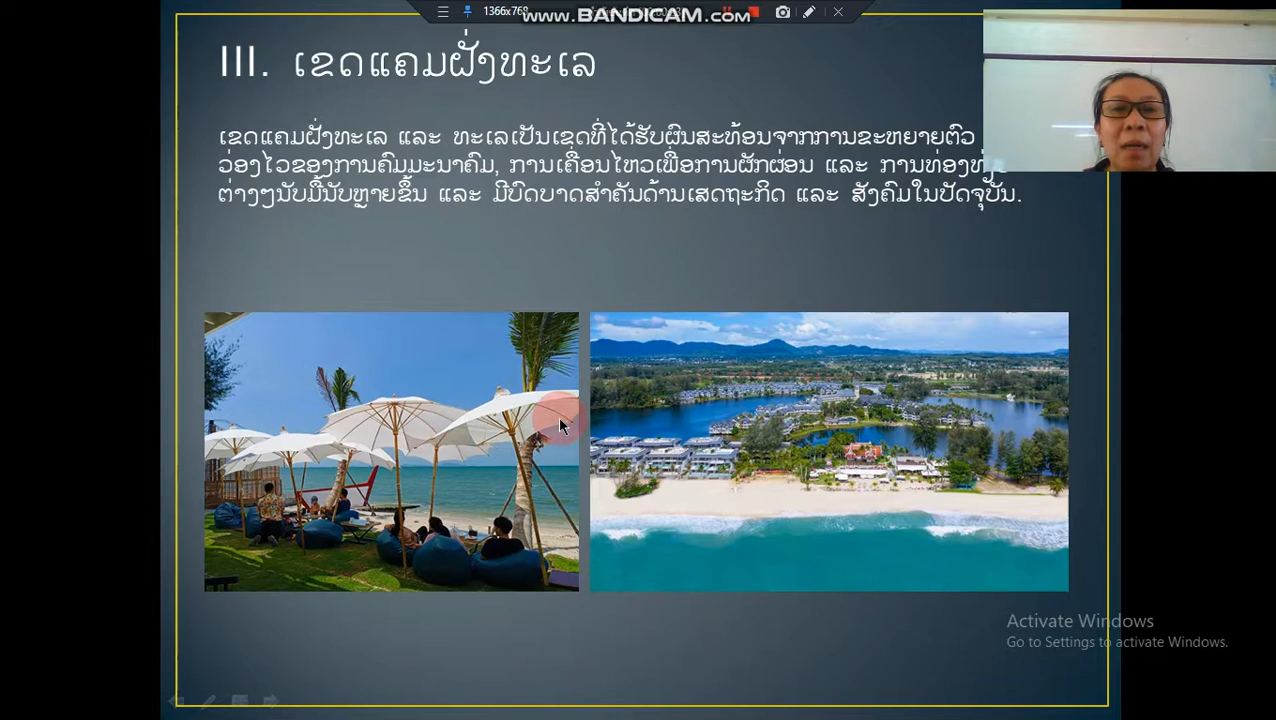 1366x768
www.BANDICAM.com
III. ເຂດແຄມຝັ່ງທະເລ
ເຂດແຄມຝັ່ງທະເລ ແລະ ທະເລເປັນເຂດທີ່ໄດ້ຮັບຜົນສະທ້ອນຈາກການຂະຫຍາຍຕົວ
ວ່ອງໄວຂອງການຄົມມະນາຄົມ, ການເຄື່ອນໄຫວເພື່ອການຜັກຜ່ອນ ແລະ ການທ່ອງທ່ຽວ
ຕ່າງໆນັບມື້ນັບຫຼາຍຂຶ້ນ ແລະ ມີບົດບາດສຳຄັນດ້ານເສດຖະກິດ ແລະ ສັງຄົມໃນປັດຈຸບັນ.
Activate Windows
Go to Settings to activate Windows.